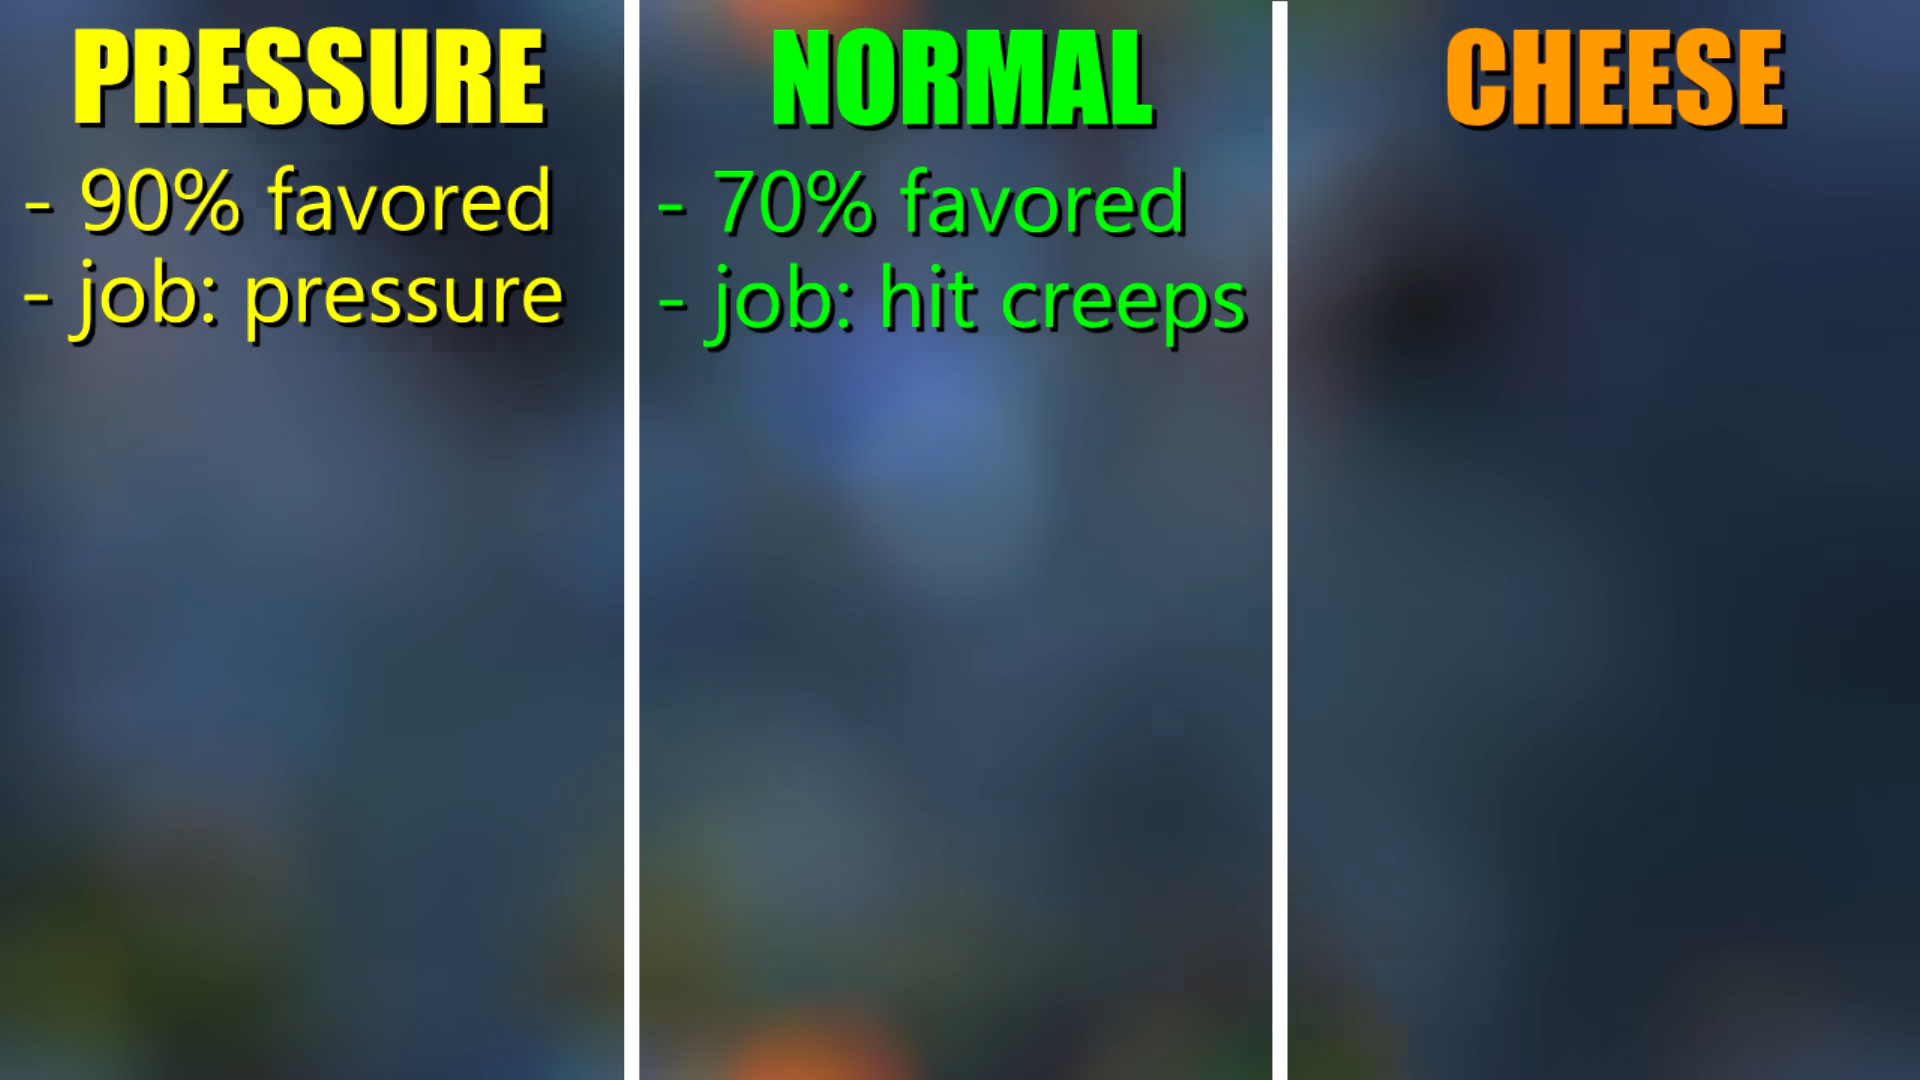 PRESSURE
- 90% favored
- job: pressure
NORMAL
- 70% favored
- job: hit creeps
CHEESE